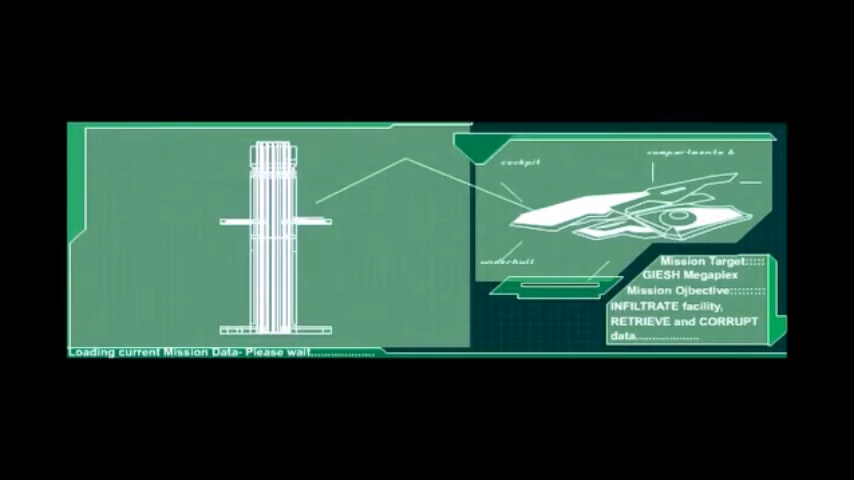 cockpit
compartments b
underhull
Mission Target:::::
GIESH Megaplex
Mission Ojbective:::::::::
INFILTRATE facility,
RETRIEVE and CORRUPT
data..................
Loading current Mission Data- Please wait..................